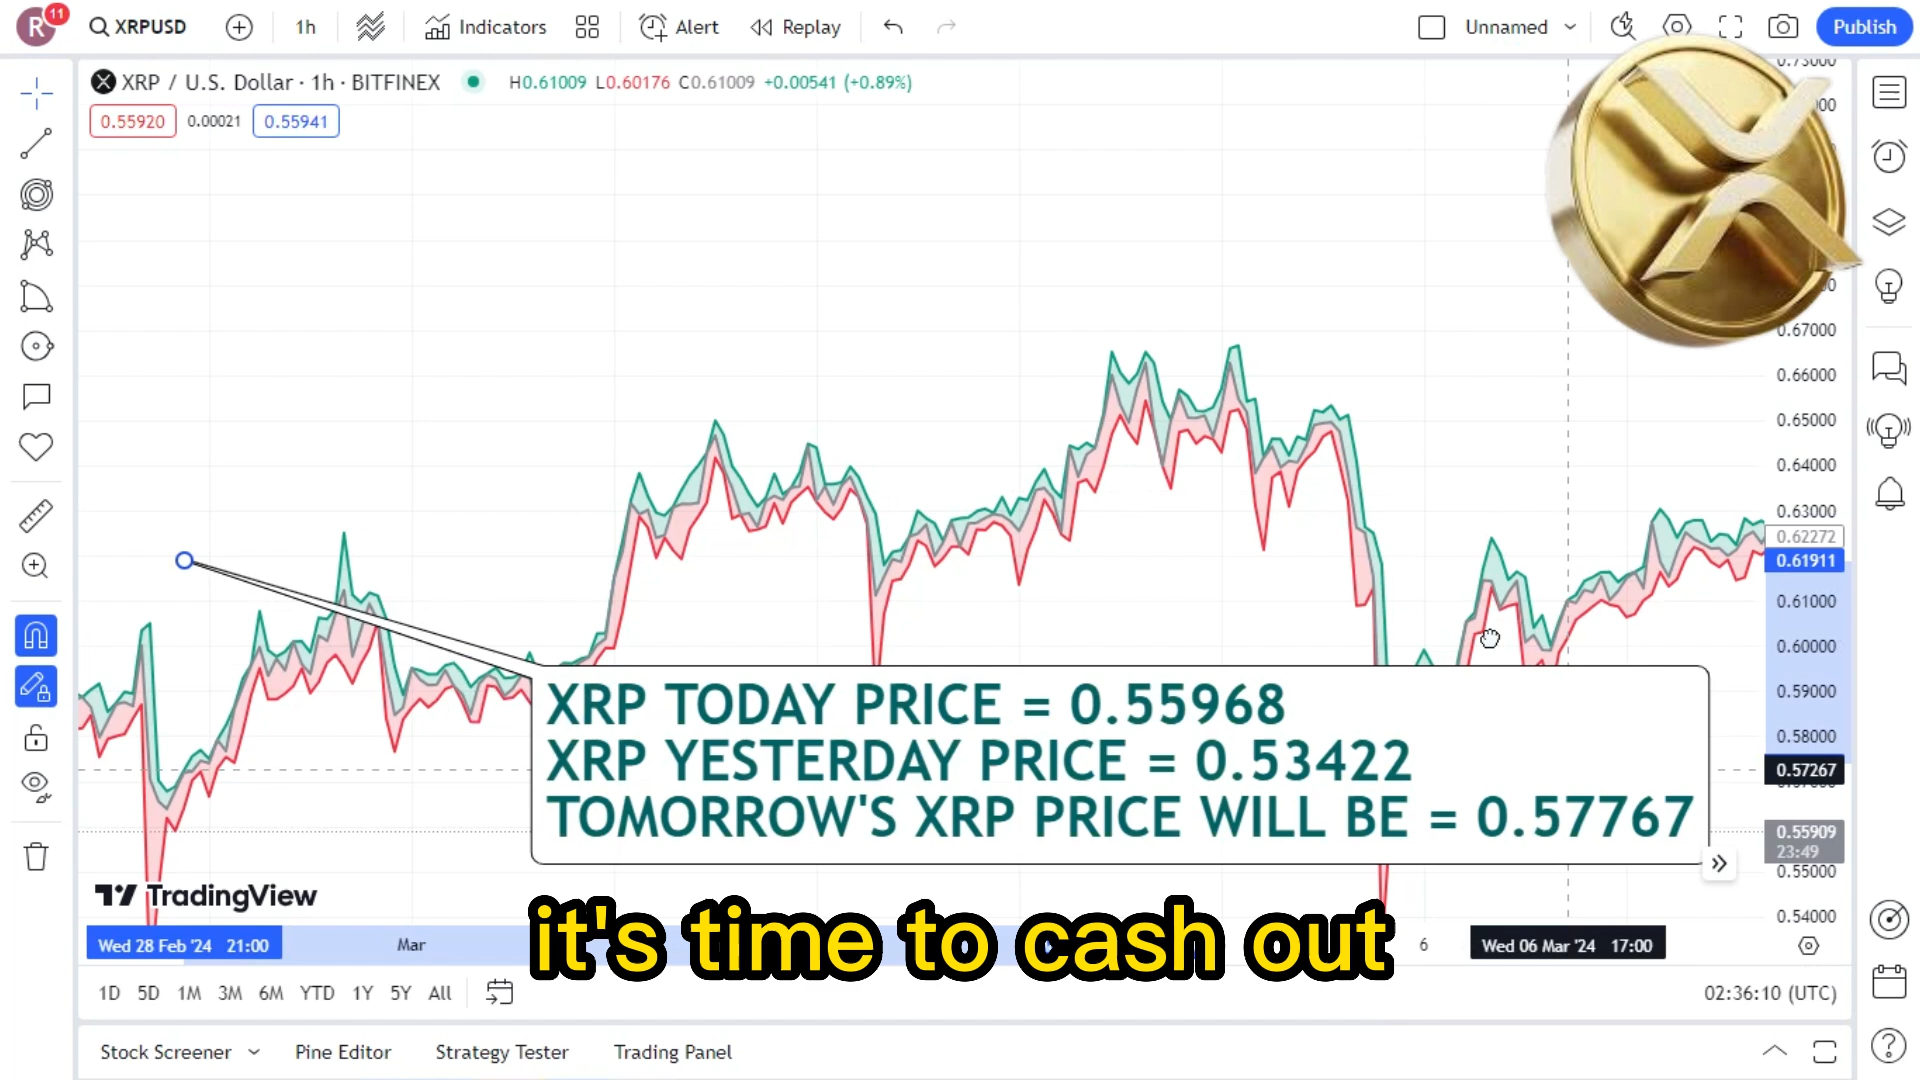 R 11 XRPUSD 1h Indicators Alert Replay Unnamed Publish
XRP / U.S. Dollar · 1h · BITFINEX H0.61009 L0.60176 C0.61009 +0.00541 (+0.89%)
0.55920 0.00021 0.55941
0.73000
0.67000
0.66000
0.65000
0.64000
0.63000
0.62272
0.61911
0.61000
0.60000
0.59000
0.58000
0.57267
0.55909
23:49
0.55000
0.54000
XRP TODAY PRICE = 0.55968
XRP YESTERDAY PRICE = 0.53422
TOMORROW'S XRP PRICE WILL BE = 0.57767
TradingView
it's time to cash out
Wed 28 Feb '24 21:00 Mar 6 Wed 06 Mar '24 17:00
1D 5D 1M 3M 6M YTD 1Y 5Y All 02:36:10 (UTC)
Stock Screener Pine Editor Strategy Tester Trading Panel